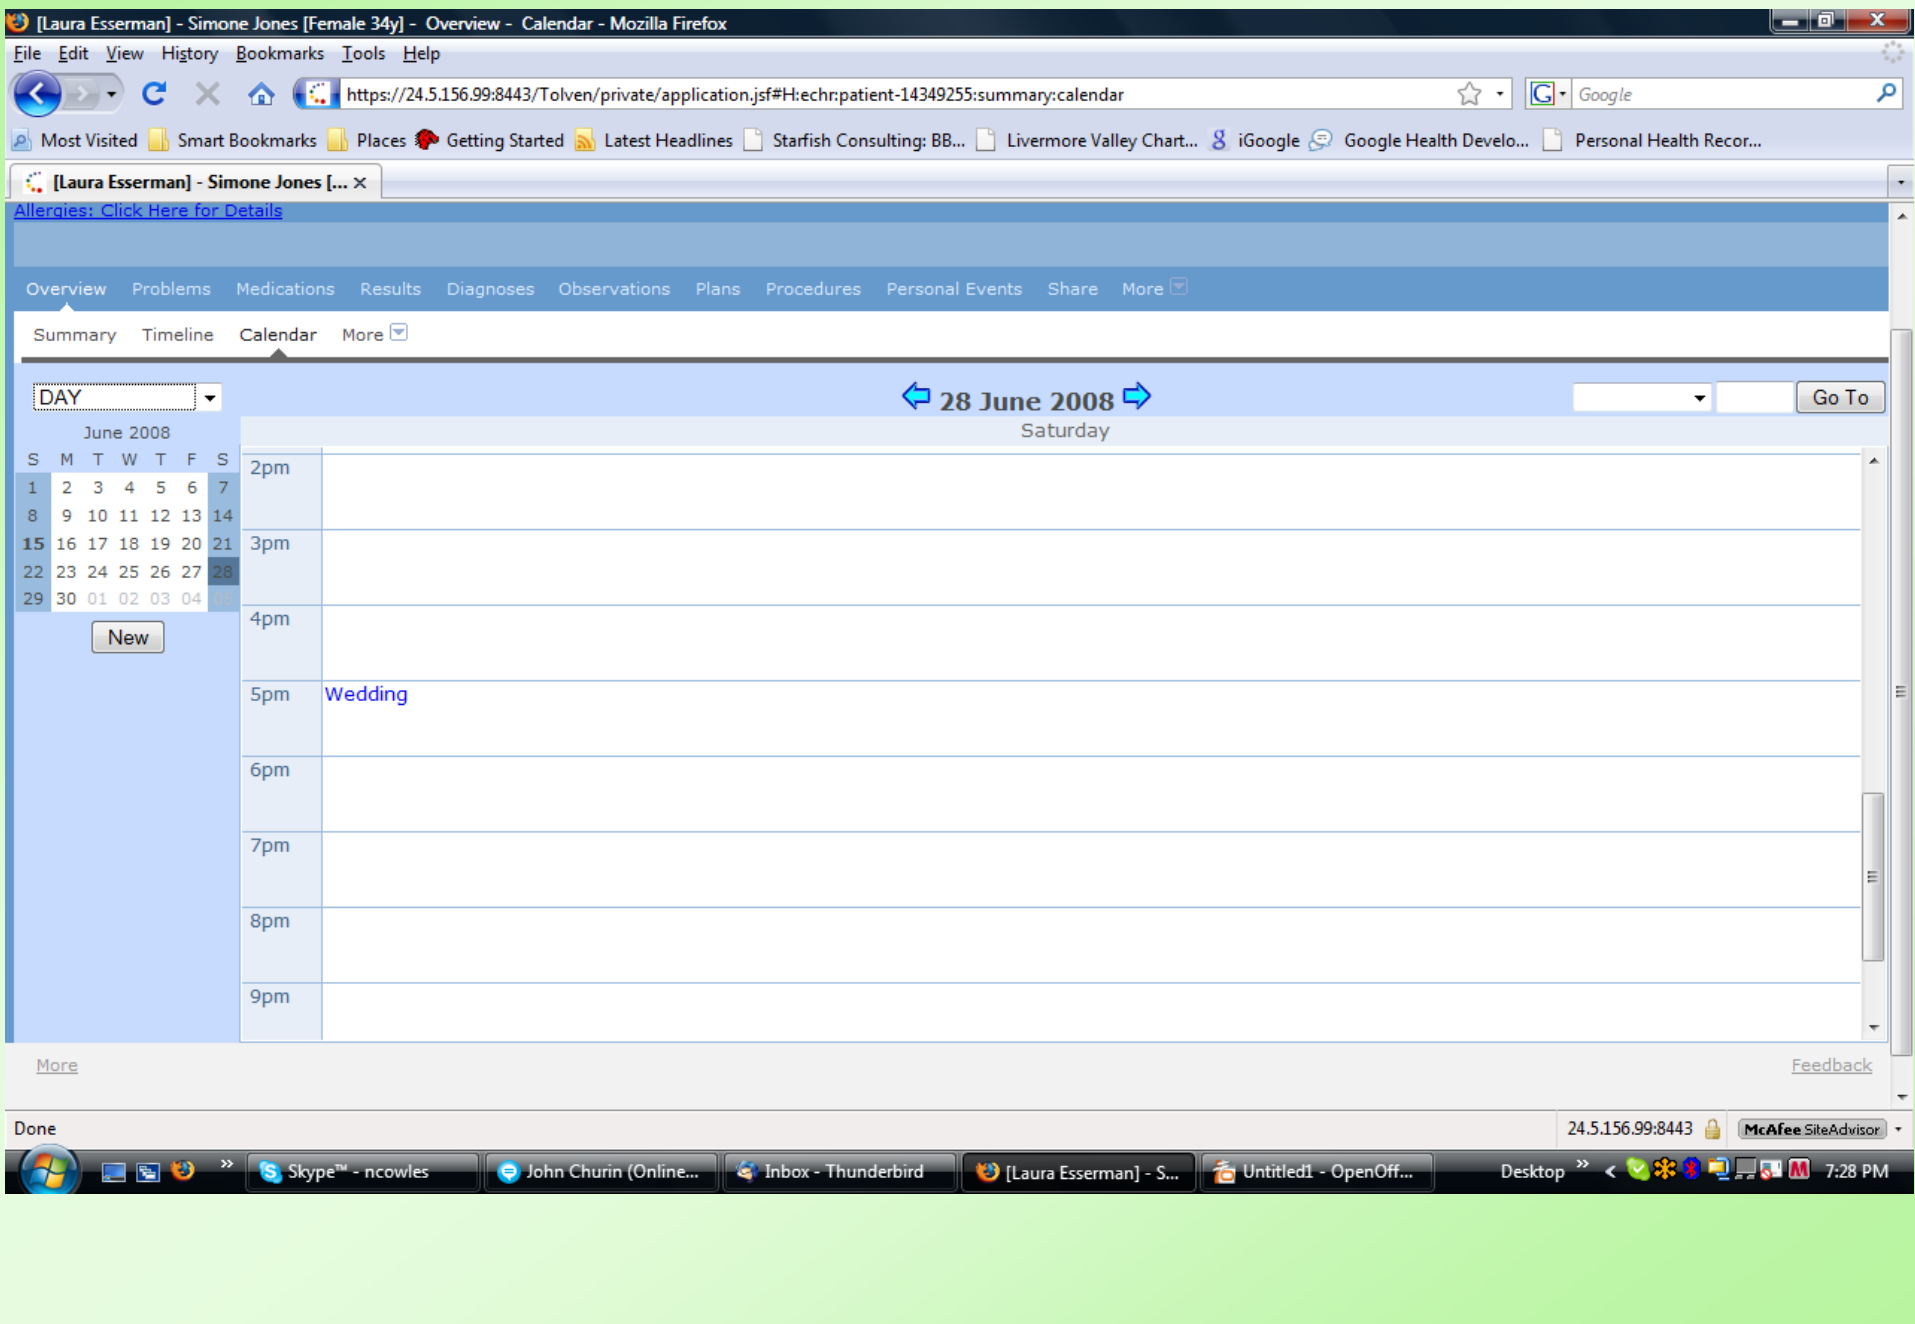 [Laura Esserman] - Simone Jones [Female 34y] - Overview - Calendar - Mozilla Firefox
File Edit View History Bookmarks Tools Help
https://24.5.156.99:8443/Tolven/private/application.jsf#H:echr:patient-14349255:summary:calendar G Google
Most Visited Smart Bookmarks Places Getting Started Latest Headlines Starfish Consulting: BB... Livermore Valley Chart... 8 iGoogle Google Health Develo... Personal Health Recor...
[Laura Esserman] - Simone Jones [... x
Allergies: Click Here for Details
Overview Problems Medications Results Diagnoses Observations Plans Procedures Personal Events Share More
Summary Timeline Calendar More
DAY 28 June 2008 Go To
June 2008 Saturday
S M T W T F S
1 2 3 4 5 6 7
8 9 10 11 12 13 14
15 16 17 18 19 20 21
22 23 24 25 26 27 28
29 30 01 02 03 04 05
New
2pm
3pm
4pm
5pm Wedding
6pm
7pm
8pm
9pm
More Feedback
Done 24.5.156.99:8443 McAfee SiteAdvisor
» Skype™ - ncowles John Churin (Online... Inbox - Thunderbird [Laura Esserman] - S... Untitled1 - OpenOff... Desktop » < M 7:28 PM